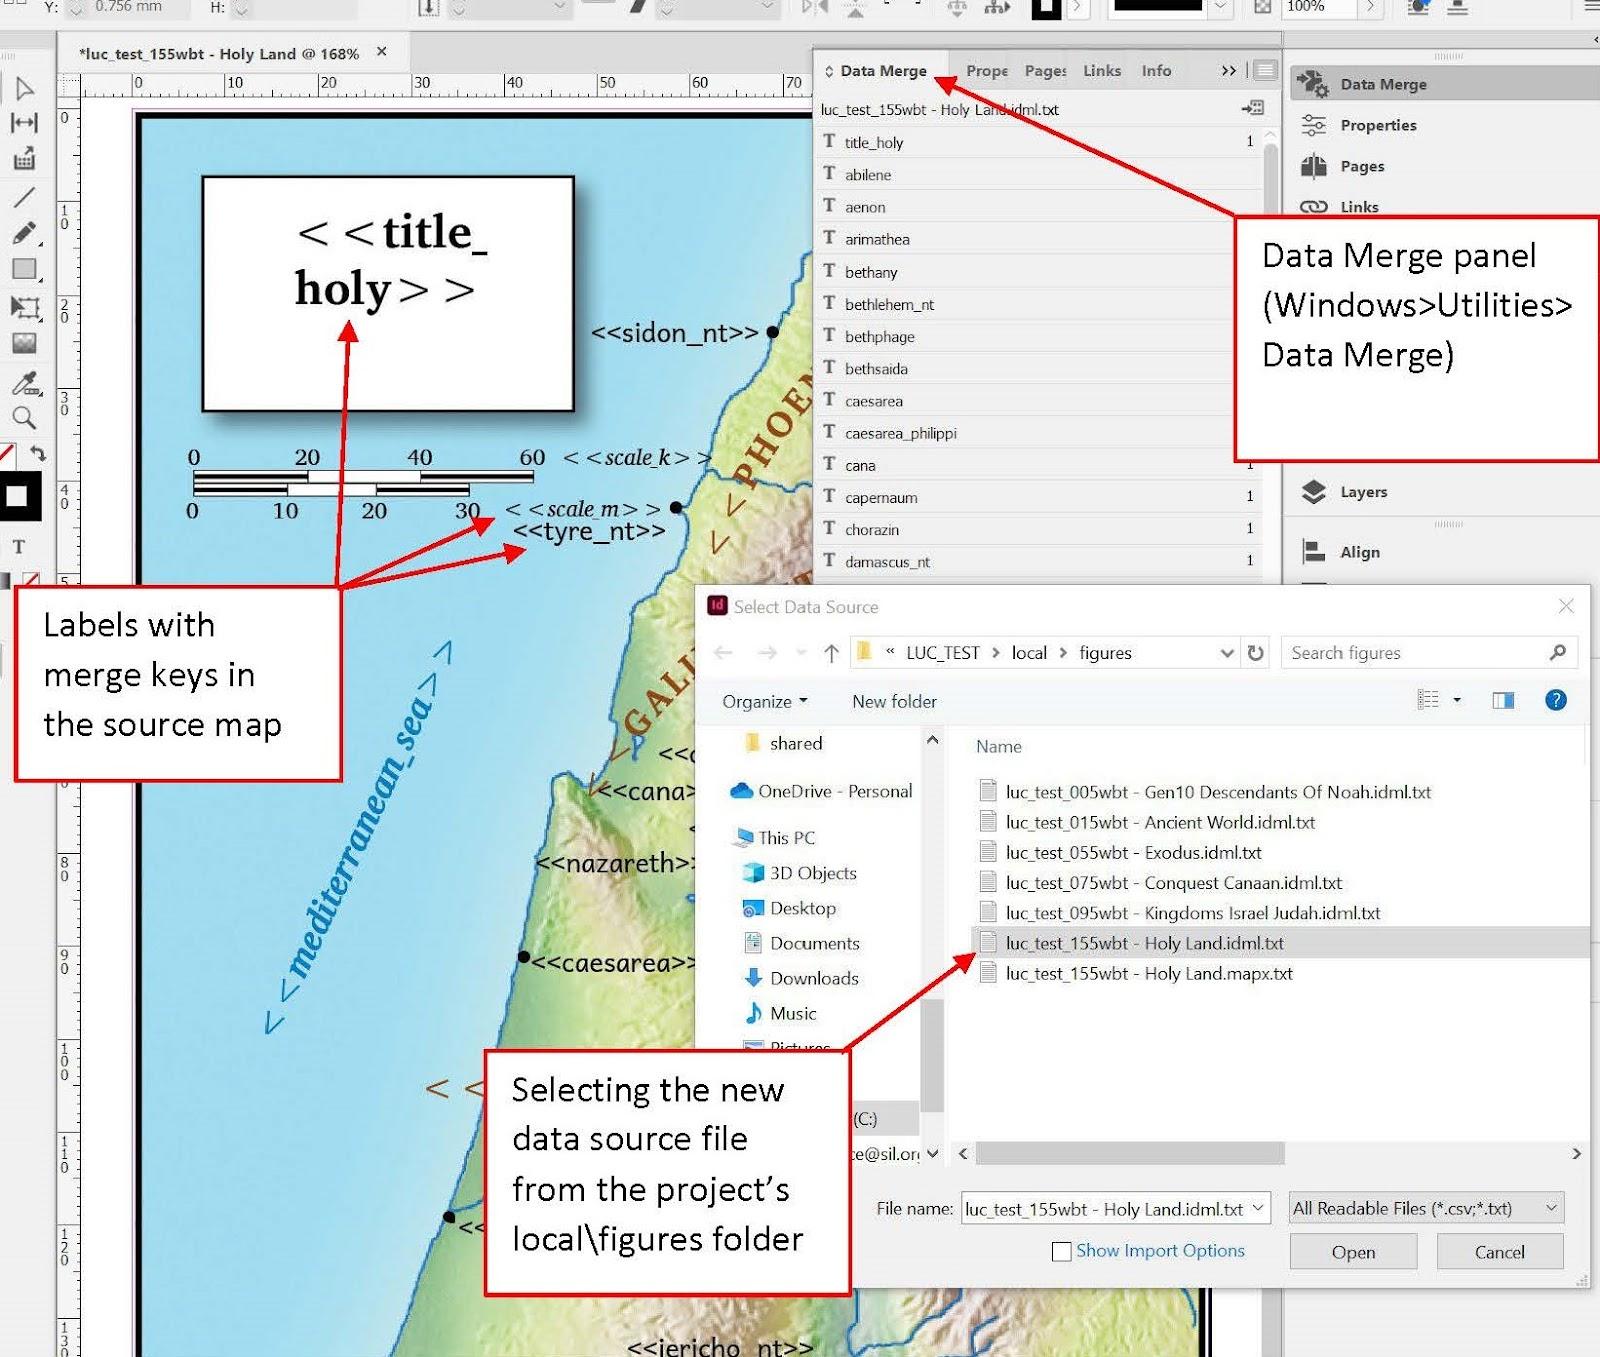 Y: 0.756 mm H: 100%
*luc_test_155wbt - Holy Land @ 168% ×
0 10 20 30 40 50 60 70
Data Merge Prope Pages Links Info
luc_test_155wbt - Holy Land.idml.txt
title_holy 1
abilene
aenon
arimathea
bethany
bethlehem_nt
bethphage
bethsaida
caesarea
caesarea_philippi
cana 1
capernaum 1
chorazin 1
damascus_nt 1
Data Merge
Properties
Pages
Links
Layers
Align
Data Merge panel
(Windows>Utilities>
Data Merge)
<<title_
holy>>
<<sidon_nt>>
0 20 40 60 <<scale_k>>
0 10 20 30 <<scale_m>>
<<tyre_nt>>
<<PHOEN
<GALI
<<mediterranean_sea>>
<<cana>
<<nazareth>>
<<caesarea>>
<<jericho_nt>>
Labels with
merge keys in
the source map
Select Data Source
« LUC_TEST > local > figures
Search figures
Organize New folder
shared
OneDrive - Personal
This PC
3D Objects
Desktop
Documents
Downloads
Music
Pictures
(C:)
ce@sil.org
Name
luc_test_005wbt - Gen10 Descendants Of Noah.idml.txt
luc_test_015wbt - Ancient World.idml.txt
luc_test_055wbt - Exodus.idml.txt
luc_test_075wbt - Conquest Canaan.idml.txt
luc_test_095wbt - Kingdoms Israel Judah.idml.txt
luc_test_155wbt - Holy Land.idml.txt
luc_test_155wbt - Holy Land.mapx.txt
Selecting the new
data source file
from the project’s
local\figures folder
File name: luc_test_155wbt - Holy Land.idml.txt
All Readable Files (*.csv;*.txt)
Show Import Options
Open Cancel